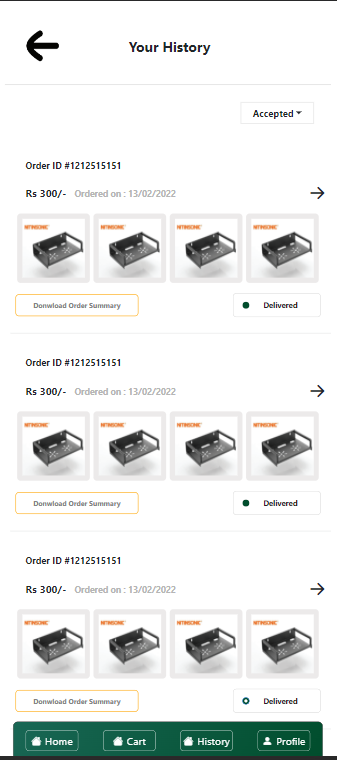 Your History
Accepted
Order ID #1212515151
Rs 300/- Ordered on : 13/02/2022
NITINSONIC NITINSONIC NITINSONIC NITINSONIC
Donwload Order Summary Delivered
Order ID #1212515151
Rs 300/- Ordered on : 13/02/2022
NITINSONIC NITINSONIC NITINSONIC NITINSONIC
Donwload Order Summary Delivered
Order ID #1212515151
Rs 300/- Ordered on : 13/02/2022
NITINSONIC NITINSONIC NITINSONIC NITINSONIC
Donwload Order Summary Delivered
Home Cart History Profile